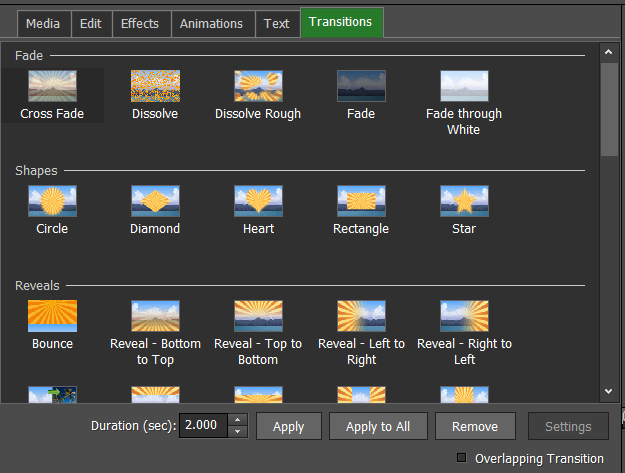 Media Edit Effects Animations Text Transitions
Fade
Cross Fade Dissolve Dissolve Rough Fade Fade through
White
Shapes
Circle Diamond Heart Rectangle Star
Reveals
Bounce Reveal - Bottom Reveal - Top to Reveal - Left to Reveal - Right to
to Top Bottom Right Left
Duration (sec): 2.000 Apply Apply to All Remove Settings
Overlapping Transition